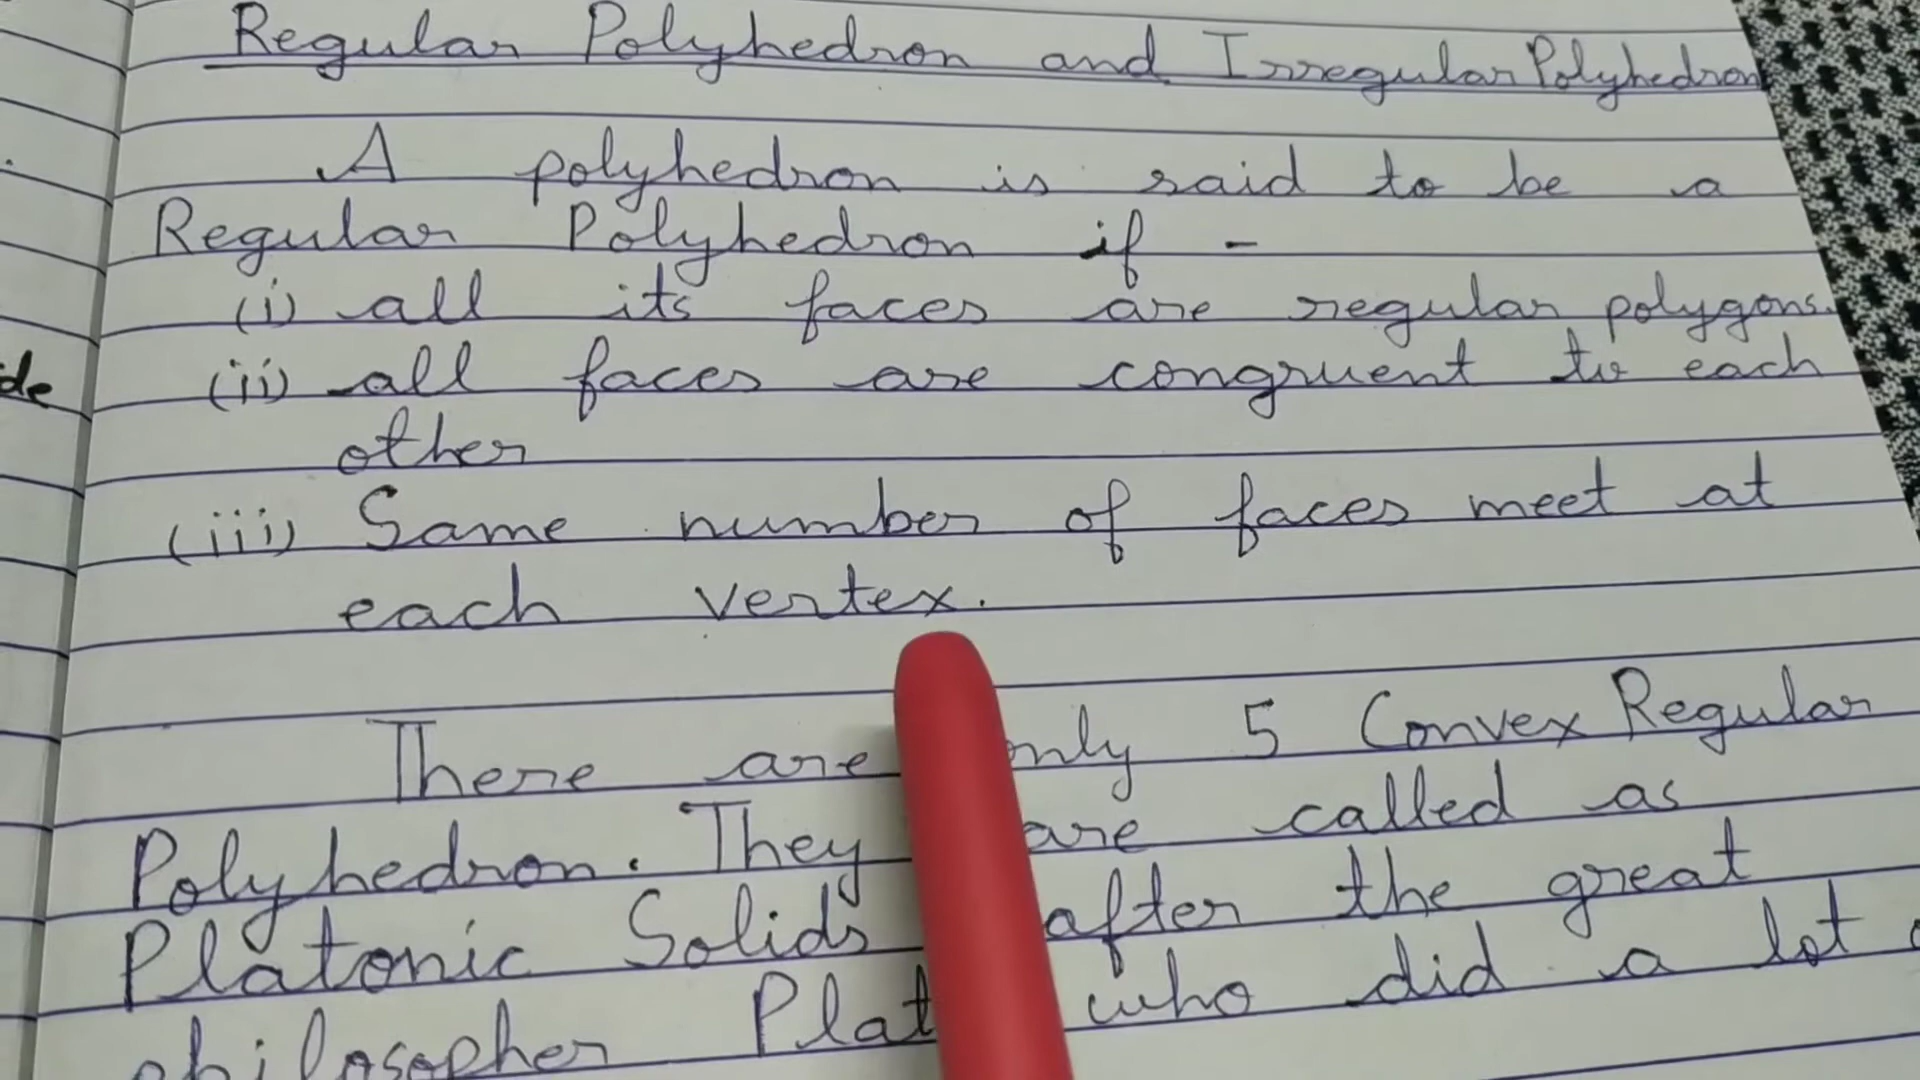 Regular Polyhedron and Irregular Polyhedron
A polyhedron is said to be a
Regular Polyhedron if -
(i) all its faces are regular polygons.
(ii) all faces are congruent to each
de
other
(iii) Same number of faces meet at
each vertex.
There are only 5 Convex Regular
Polyhedron. They are called as
Platonic Solids after the great
philosopher Plat who did a lot